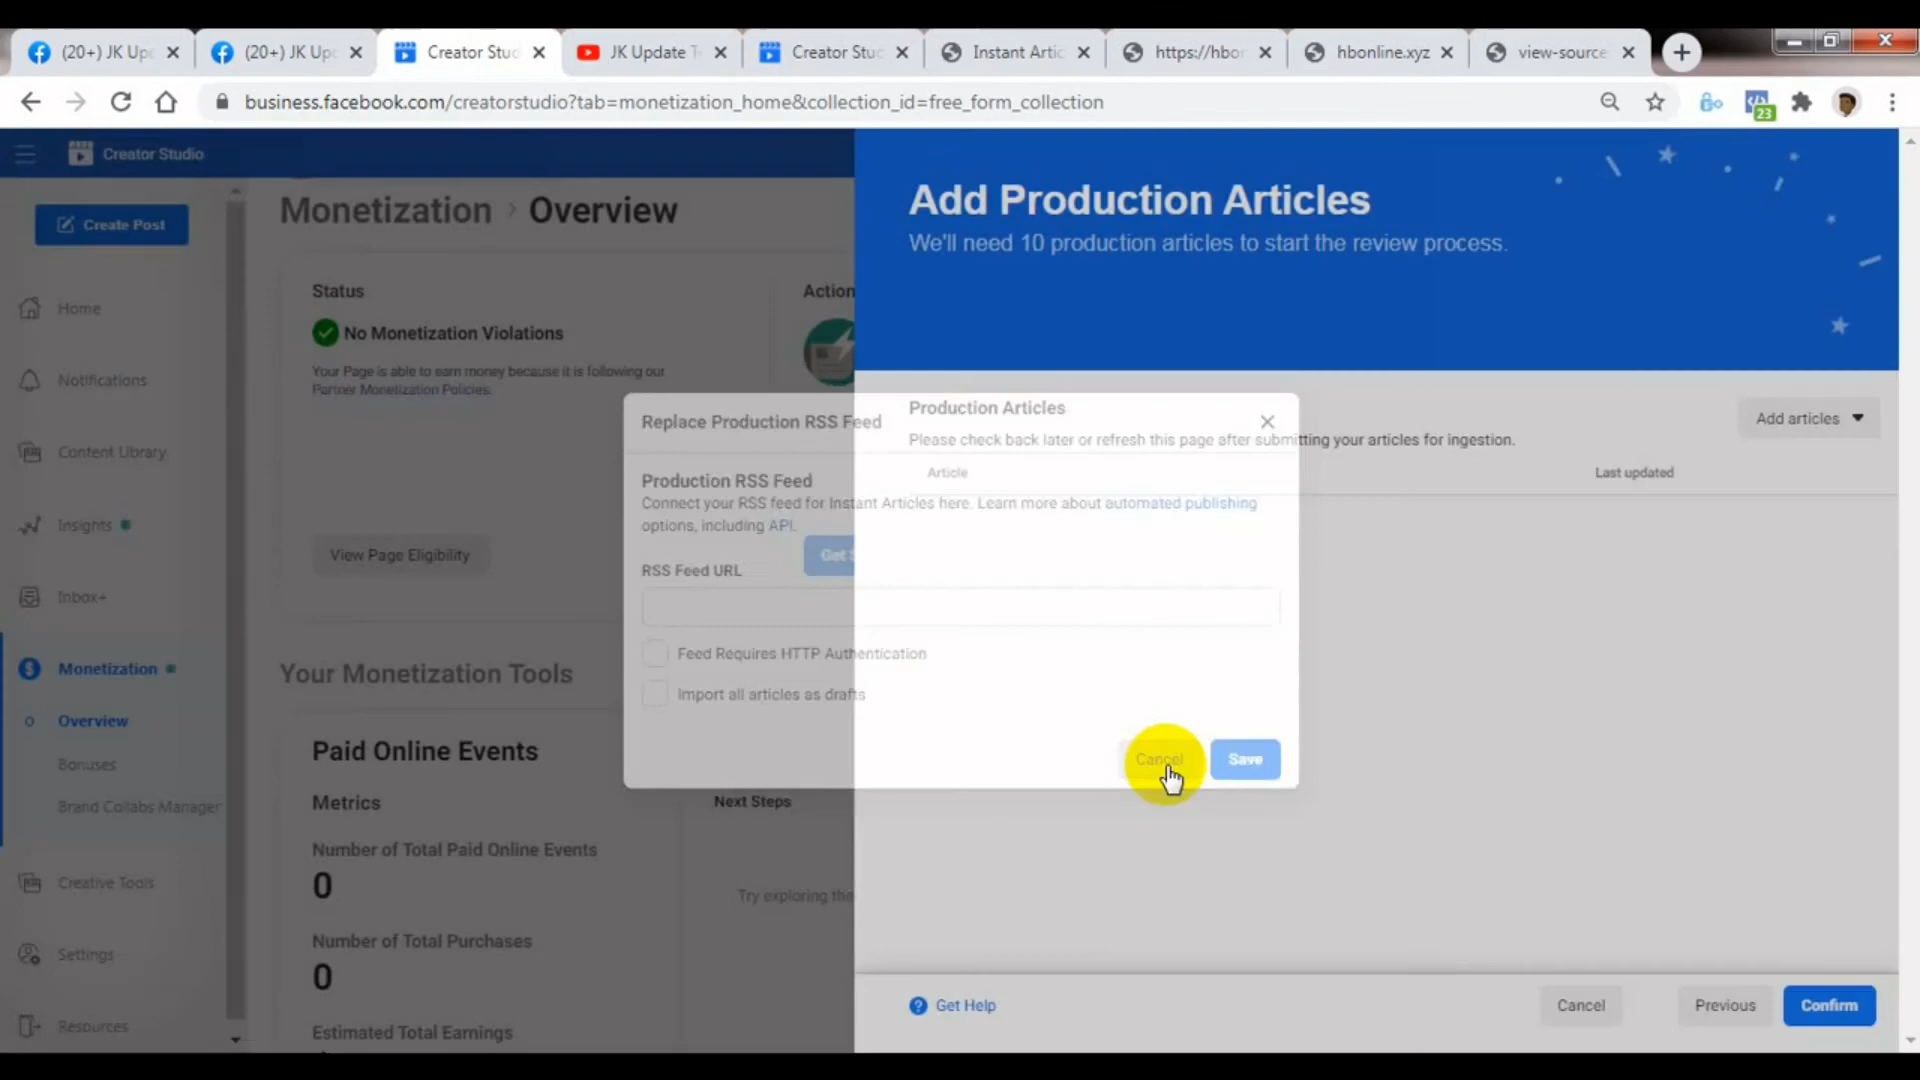 (20+) JK Up
(20+) JK Up
Creator Stud
JK Update T
Creator Stu
Instant Artic
https://hbo
hbonline.xyz
view-source
business.facebook.com/creatorstudio?tab=monetization_home&collection_id=free_form_collection
23
Creator Studio
Create Post
Home
Notifications
Content Library
Insights
Inbox+
Monetization
Overview
Bonuses
Brand Collabs Manager
Creative Tools
Settings
Resources
Monetization › Overview
Status
No Monetization Violations
Your Page is able to earn money because it is following our
Partner Monetization Policies.
View Page Eligibility
Action
Get S
Your Monetization Tools
Paid Online Events
Metrics
Number of Total Paid Online Events
0
Number of Total Purchases
0
Estimated Total Earnings
Next Steps
Try exploring the
Add Production Articles
We'll need 10 production articles to start the review process.
Production Articles
Please check back later or refresh this page after submitting your articles for ingestion.
Add articles
Article
Last updated
Replace Production RSS Feed
Production RSS Feed
Connect your RSS feed for Instant Articles here. Learn more about automated publishing
options, including API.
RSS Feed URL
Feed Requires HTTP Authentication
Import all articles as drafts
Cancel
Save
Get Help
Cancel
Previous
Confirm